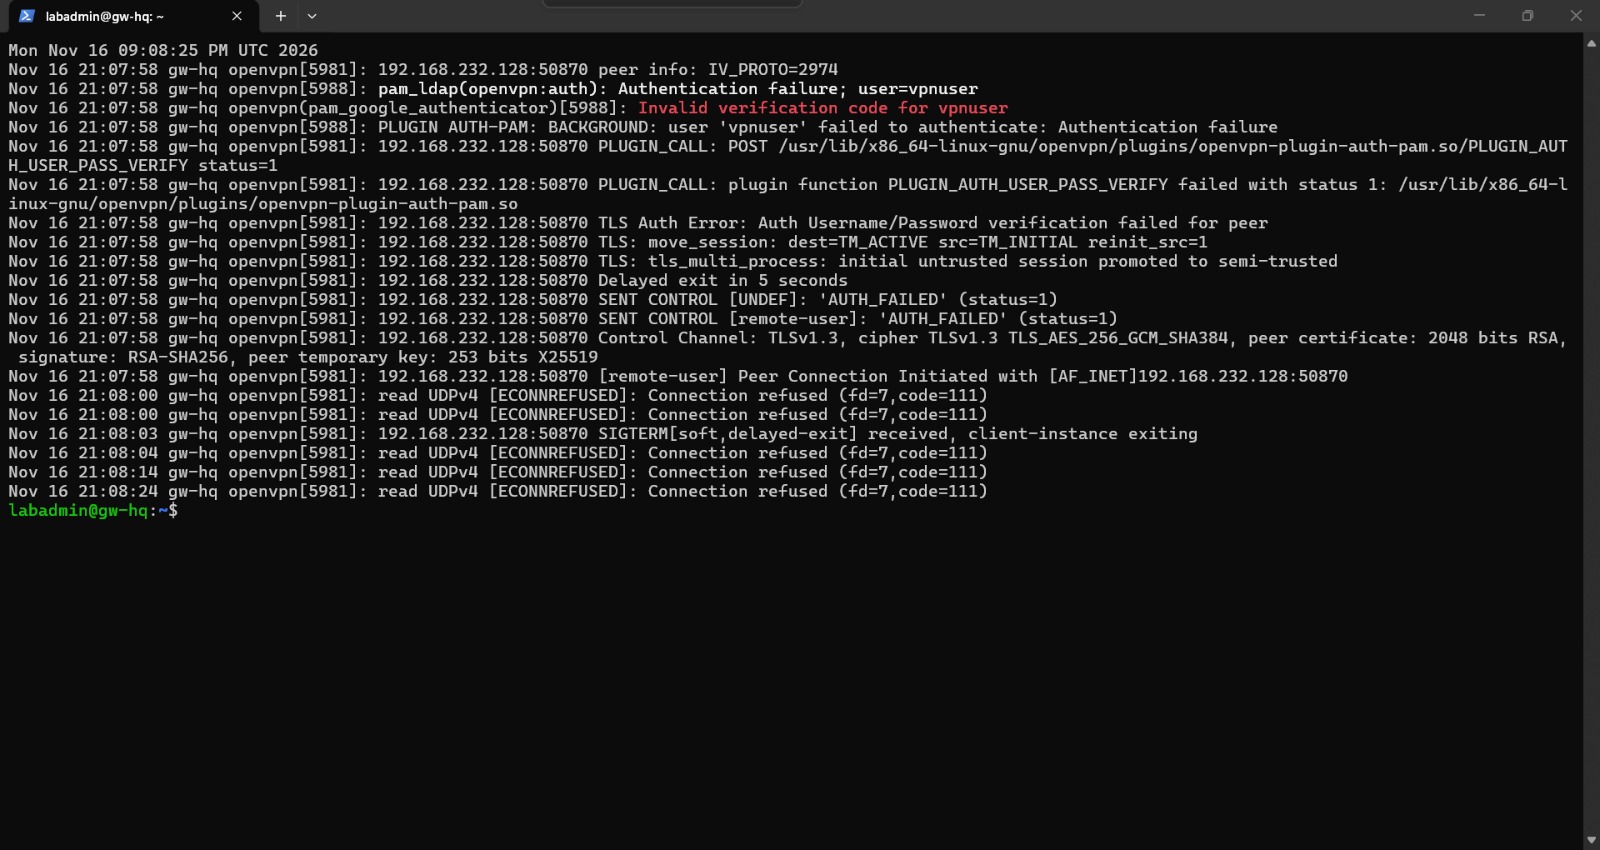 labadmin@gw-hq: ~
Mon Nov 16 09:08:25 PM UTC 2026
Nov 16 21:07:58 gw-hq openvpn[5981]: 192.168.232.128:50870 peer info: IV_PROTO=2974
Nov 16 21:07:58 gw-hq openvpn[5988]: pam_ldap(openvpn:auth): Authentication failure; user=vpnuser
Nov 16 21:07:58 gw-hq openvpn(pam_google_authenticator)[5988]: Invalid verification code for vpnuser
Nov 16 21:07:58 gw-hq openvpn[5988]: PLUGIN AUTH-PAM: BACKGROUND: user 'vpnuser' failed to authenticate: Authentication failure
Nov 16 21:07:58 gw-hq openvpn[5981]: 192.168.232.128:50870 PLUGIN_CALL: POST /usr/lib/x86_64-linux-gnu/openvpn/plugins/openvpn-plugin-auth-pam.so/PLUGIN_AUT
H_USER_PASS_VERIFY status=1
Nov 16 21:07:58 gw-hq openvpn[5981]: 192.168.232.128:50870 PLUGIN_CALL: plugin function PLUGIN_AUTH_USER_PASS_VERIFY failed with status 1: /usr/lib/x86_64-l
inux-gnu/openvpn/plugins/openvpn-plugin-auth-pam.so
Nov 16 21:07:58 gw-hq openvpn[5981]: 192.168.232.128:50870 TLS Auth Error: Auth Username/Password verification failed for peer
Nov 16 21:07:58 gw-hq openvpn[5981]: 192.168.232.128:50870 TLS: move_session: dest=TM_ACTIVE src=TM_INITIAL reinit_src=1
Nov 16 21:07:58 gw-hq openvpn[5981]: 192.168.232.128:50870 TLS: tls_multi_process: initial untrusted session promoted to semi-trusted
Nov 16 21:07:58 gw-hq openvpn[5981]: 192.168.232.128:50870 Delayed exit in 5 seconds
Nov 16 21:07:58 gw-hq openvpn[5981]: 192.168.232.128:50870 SENT CONTROL [UNDEF]: 'AUTH_FAILED' (status=1)
Nov 16 21:07:58 gw-hq openvpn[5981]: 192.168.232.128:50870 SENT CONTROL [remote-user]: 'AUTH_FAILED' (status=1)
Nov 16 21:07:58 gw-hq openvpn[5981]: 192.168.232.128:50870 Control Channel: TLSv1.3, cipher TLSv1.3 TLS_AES_256_GCM_SHA384, peer certificate: 2048 bits RSA,
signature: RSA-SHA256, peer temporary key: 253 bits X25519
Nov 16 21:07:58 gw-hq openvpn[5981]: 192.168.232.128:50870 [remote-user] Peer Connection Initiated with [AF_INET]192.168.232.128:50870
Nov 16 21:08:00 gw-hq openvpn[5981]: read UDPv4 [ECONNREFUSED]: Connection refused (fd=7,code=111)
Nov 16 21:08:00 gw-hq openvpn[5981]: read UDPv4 [ECONNREFUSED]: Connection refused (fd=7,code=111)
Nov 16 21:08:03 gw-hq openvpn[5981]: 192.168.232.128:50870 SIGTERM[soft,delayed-exit] received, client-instance exiting
Nov 16 21:08:04 gw-hq openvpn[5981]: read UDPv4 [ECONNREFUSED]: Connection refused (fd=7,code=111)
Nov 16 21:08:14 gw-hq openvpn[5981]: read UDPv4 [ECONNREFUSED]: Connection refused (fd=7,code=111)
Nov 16 21:08:24 gw-hq openvpn[5981]: read UDPv4 [ECONNREFUSED]: Connection refused (fd=7,code=111)
labadmin@gw-hq:~$